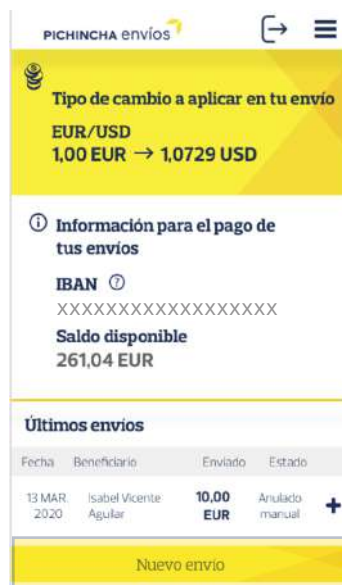 PICHINCHA envíos
Tipo de cambio a aplicar en tu envío
EUR/USD
1,00 EUR → 1,0729 USD
Información para el pago de
tus envíos
IBAN ?
XXXXXXXXXXXXXXXXXX
Saldo disponible
261,04 EUR
Últimos envíos
Fecha Beneficiario Enviado Estado
13 MAR. Isabel Vicente 10,00 Anulado
2020 Aguilar EUR manual +
Nuevo envío